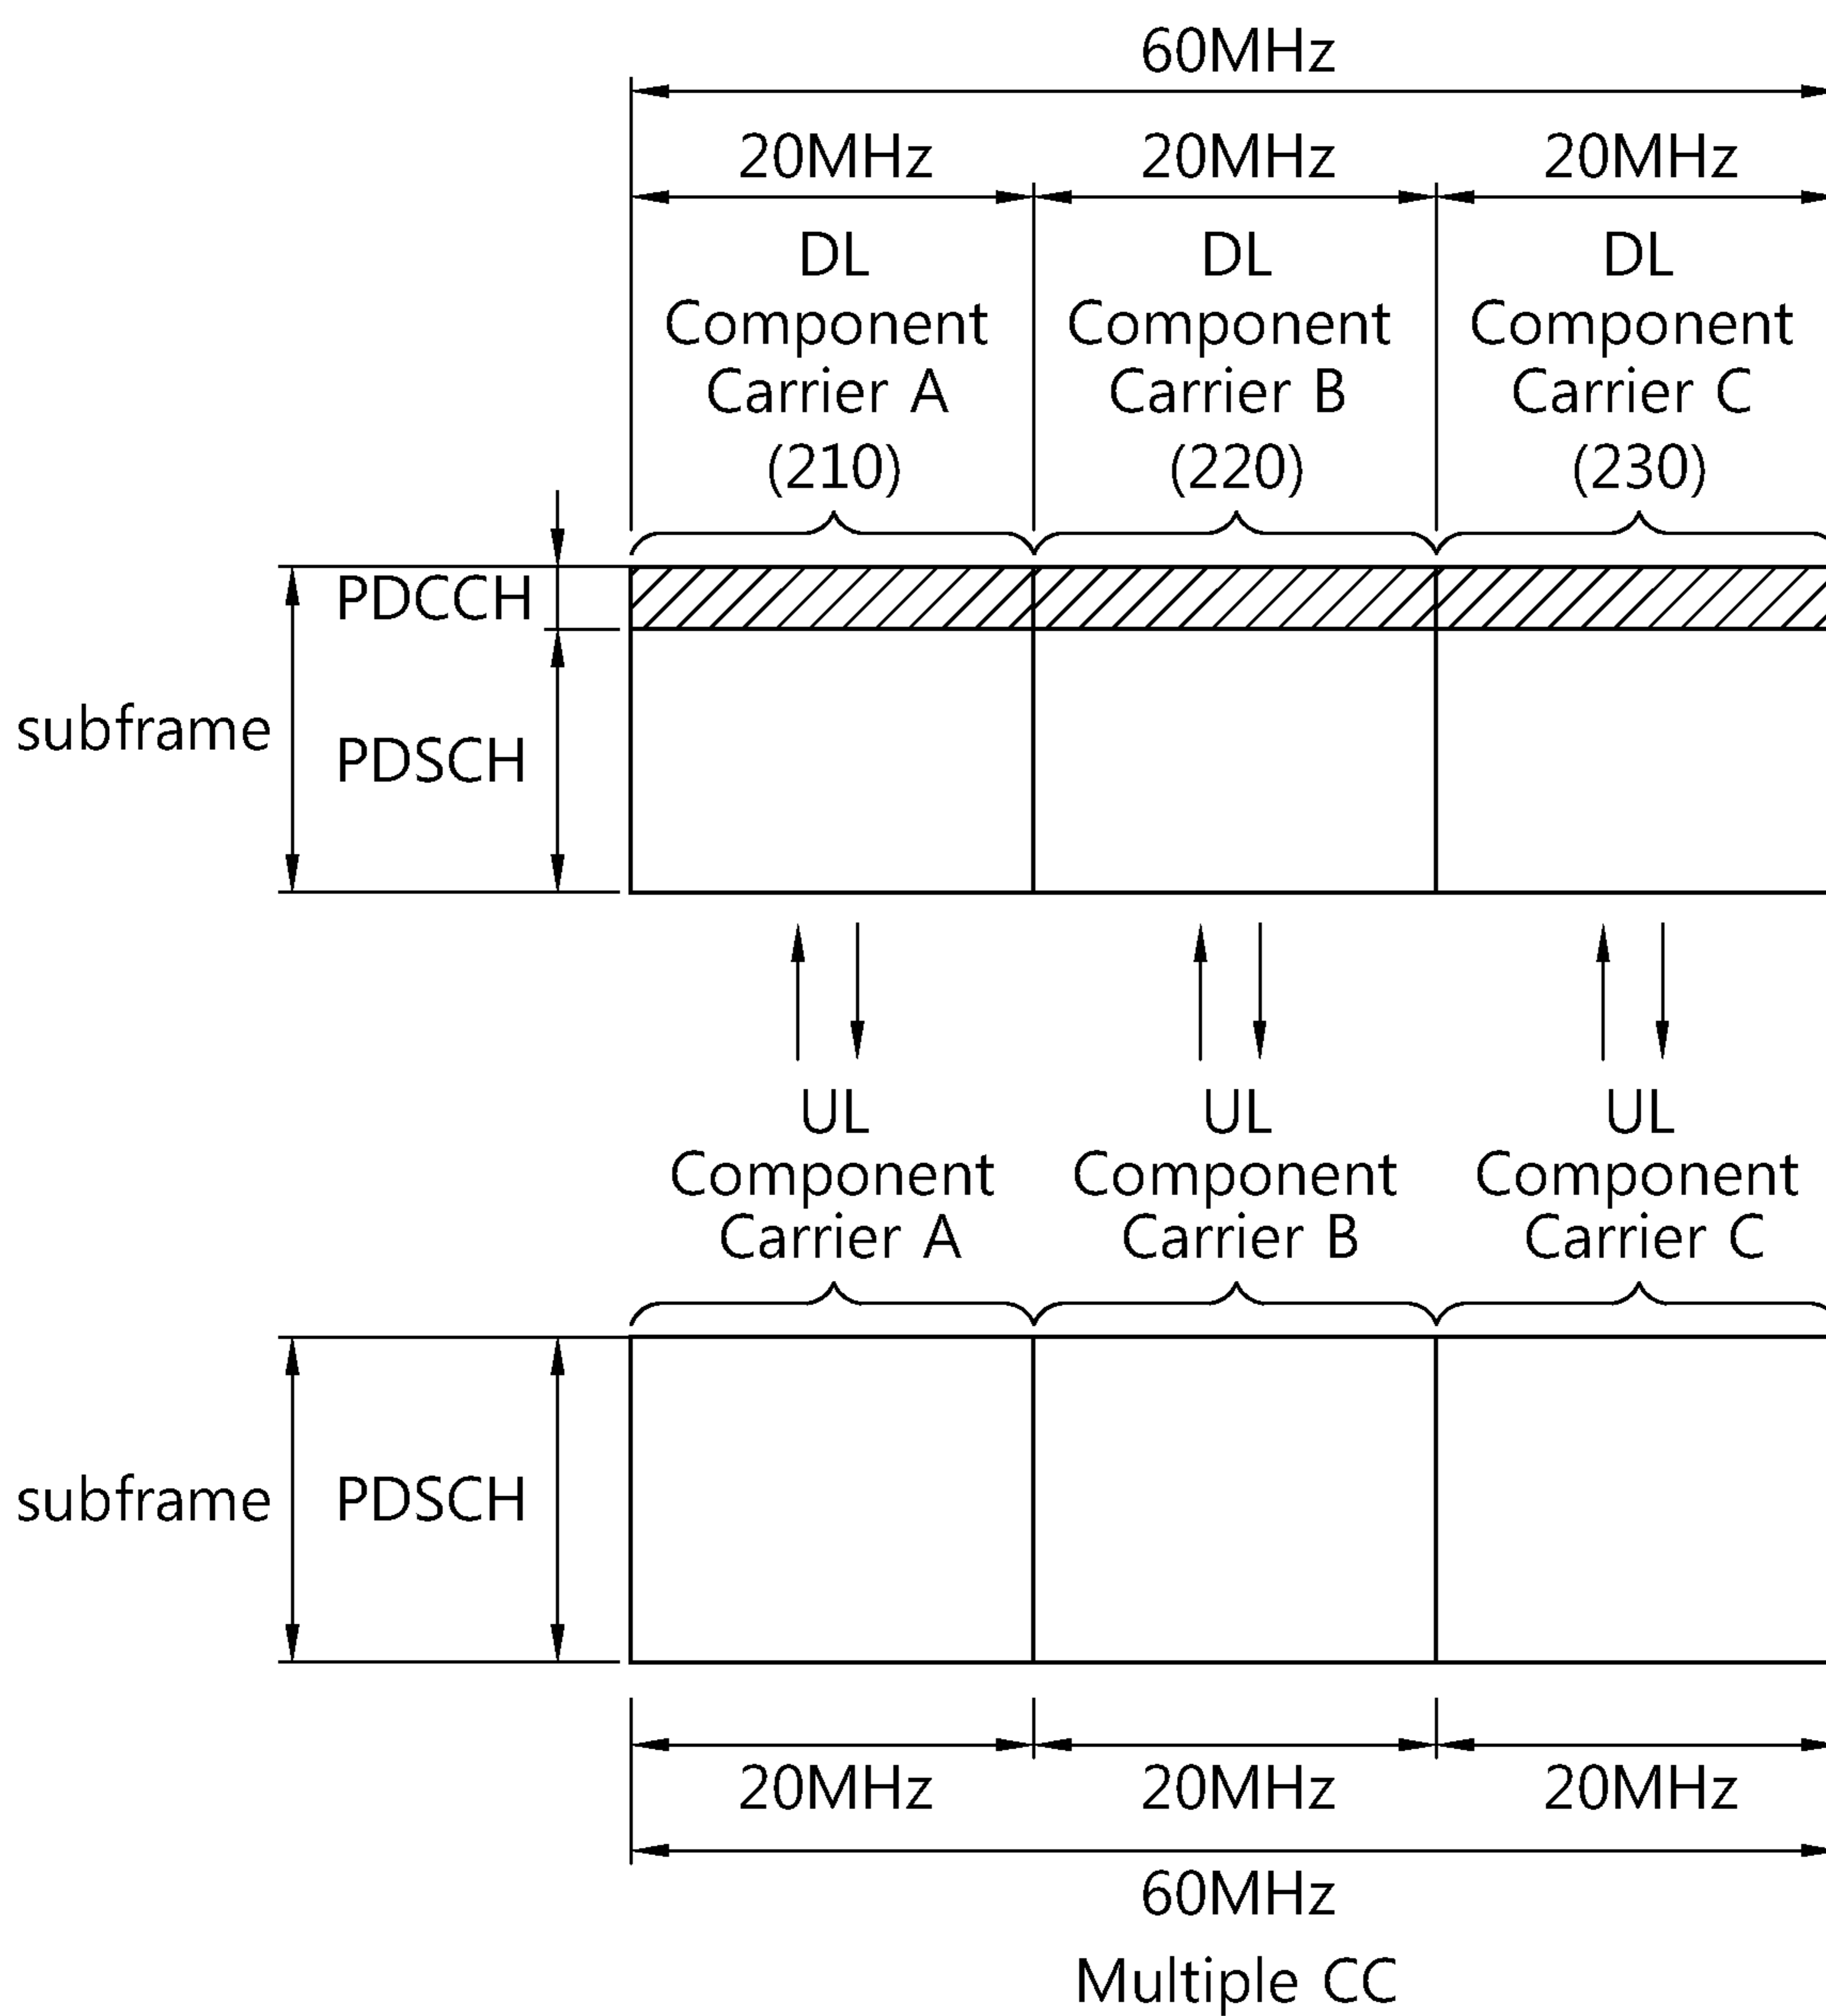 60MHz
20MHz 20MHz 20MHz
DL DL DL
Component Component Component
Carrier A Carrier B Carrier C
(210) (220) (230)
PDCCH
subframe
PDSCH
UL UL UL
Component Component Component
Carrier A Carrier B Carrier C
subframe PDSCH
20MHz 20MHz 20MHz
60MHz
Multiple CC